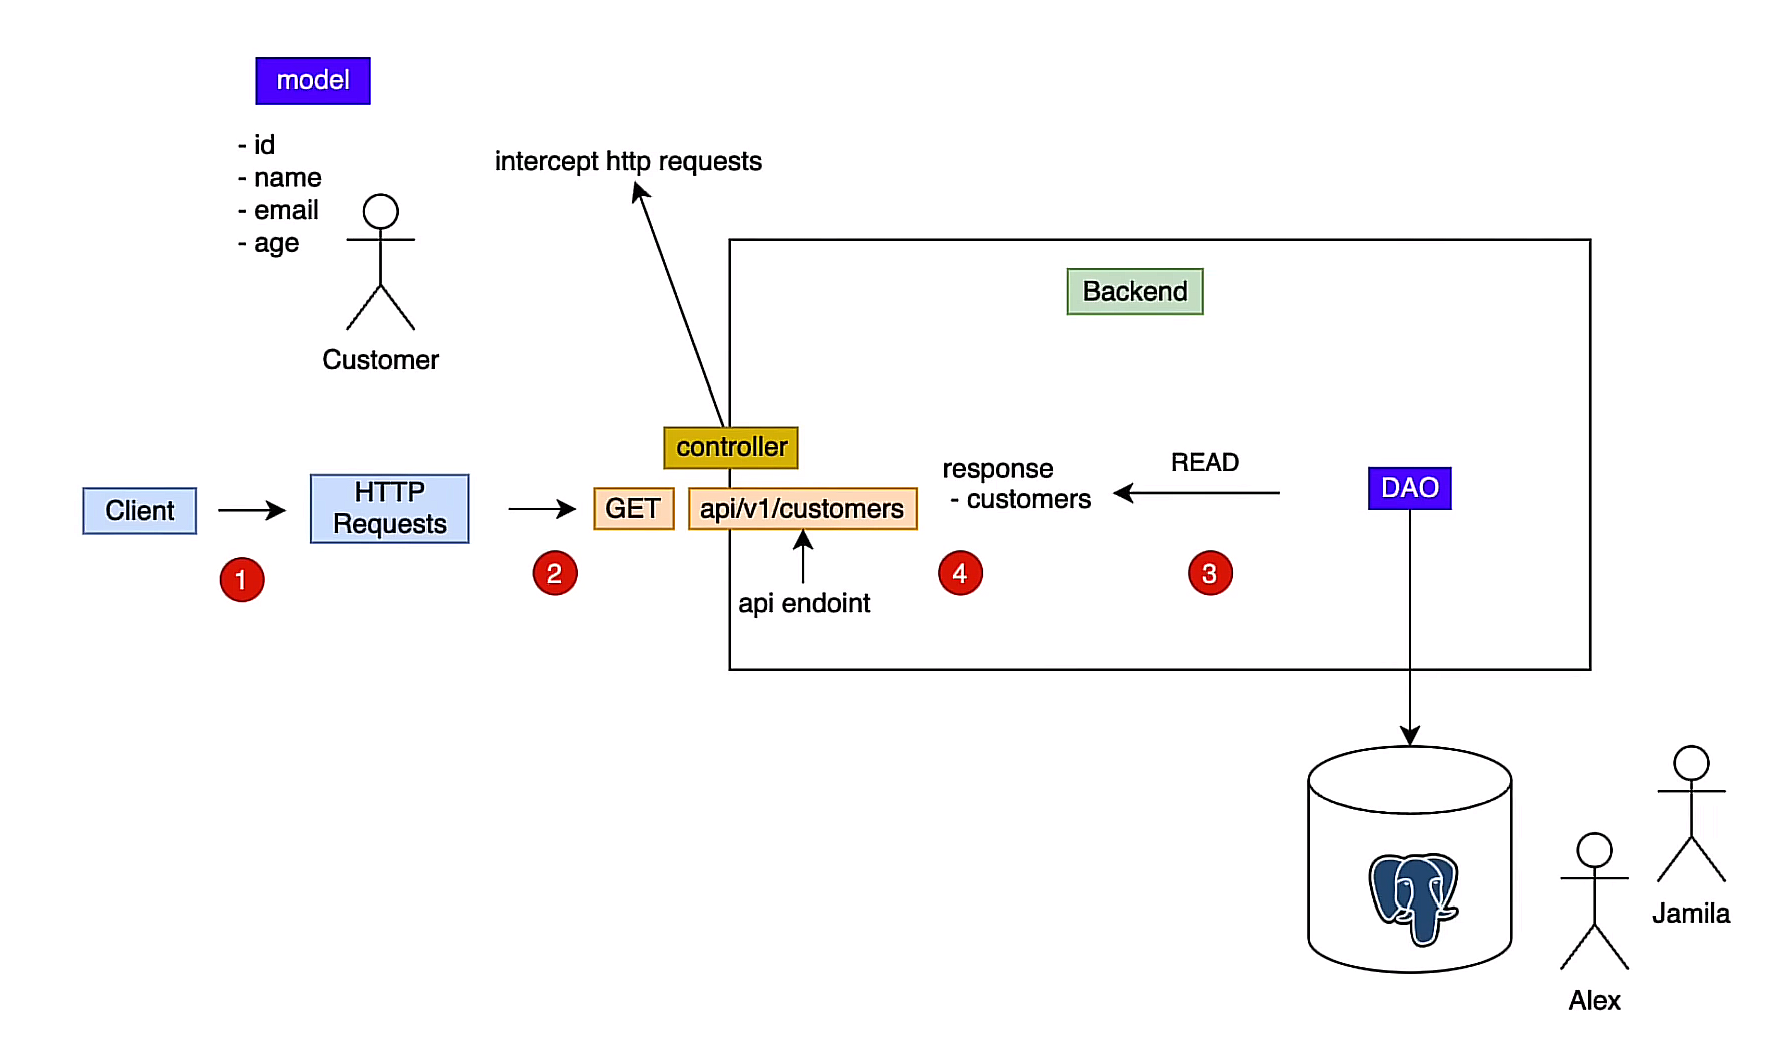 model
- id
- name
- email
- age
Customer
intercept http requests
Backend
controller
Client
HTTP
Requests
GET
api/v1/customers
response
- customers
READ
DAO
1
2
4
3
api endoint
Jamila
Alex